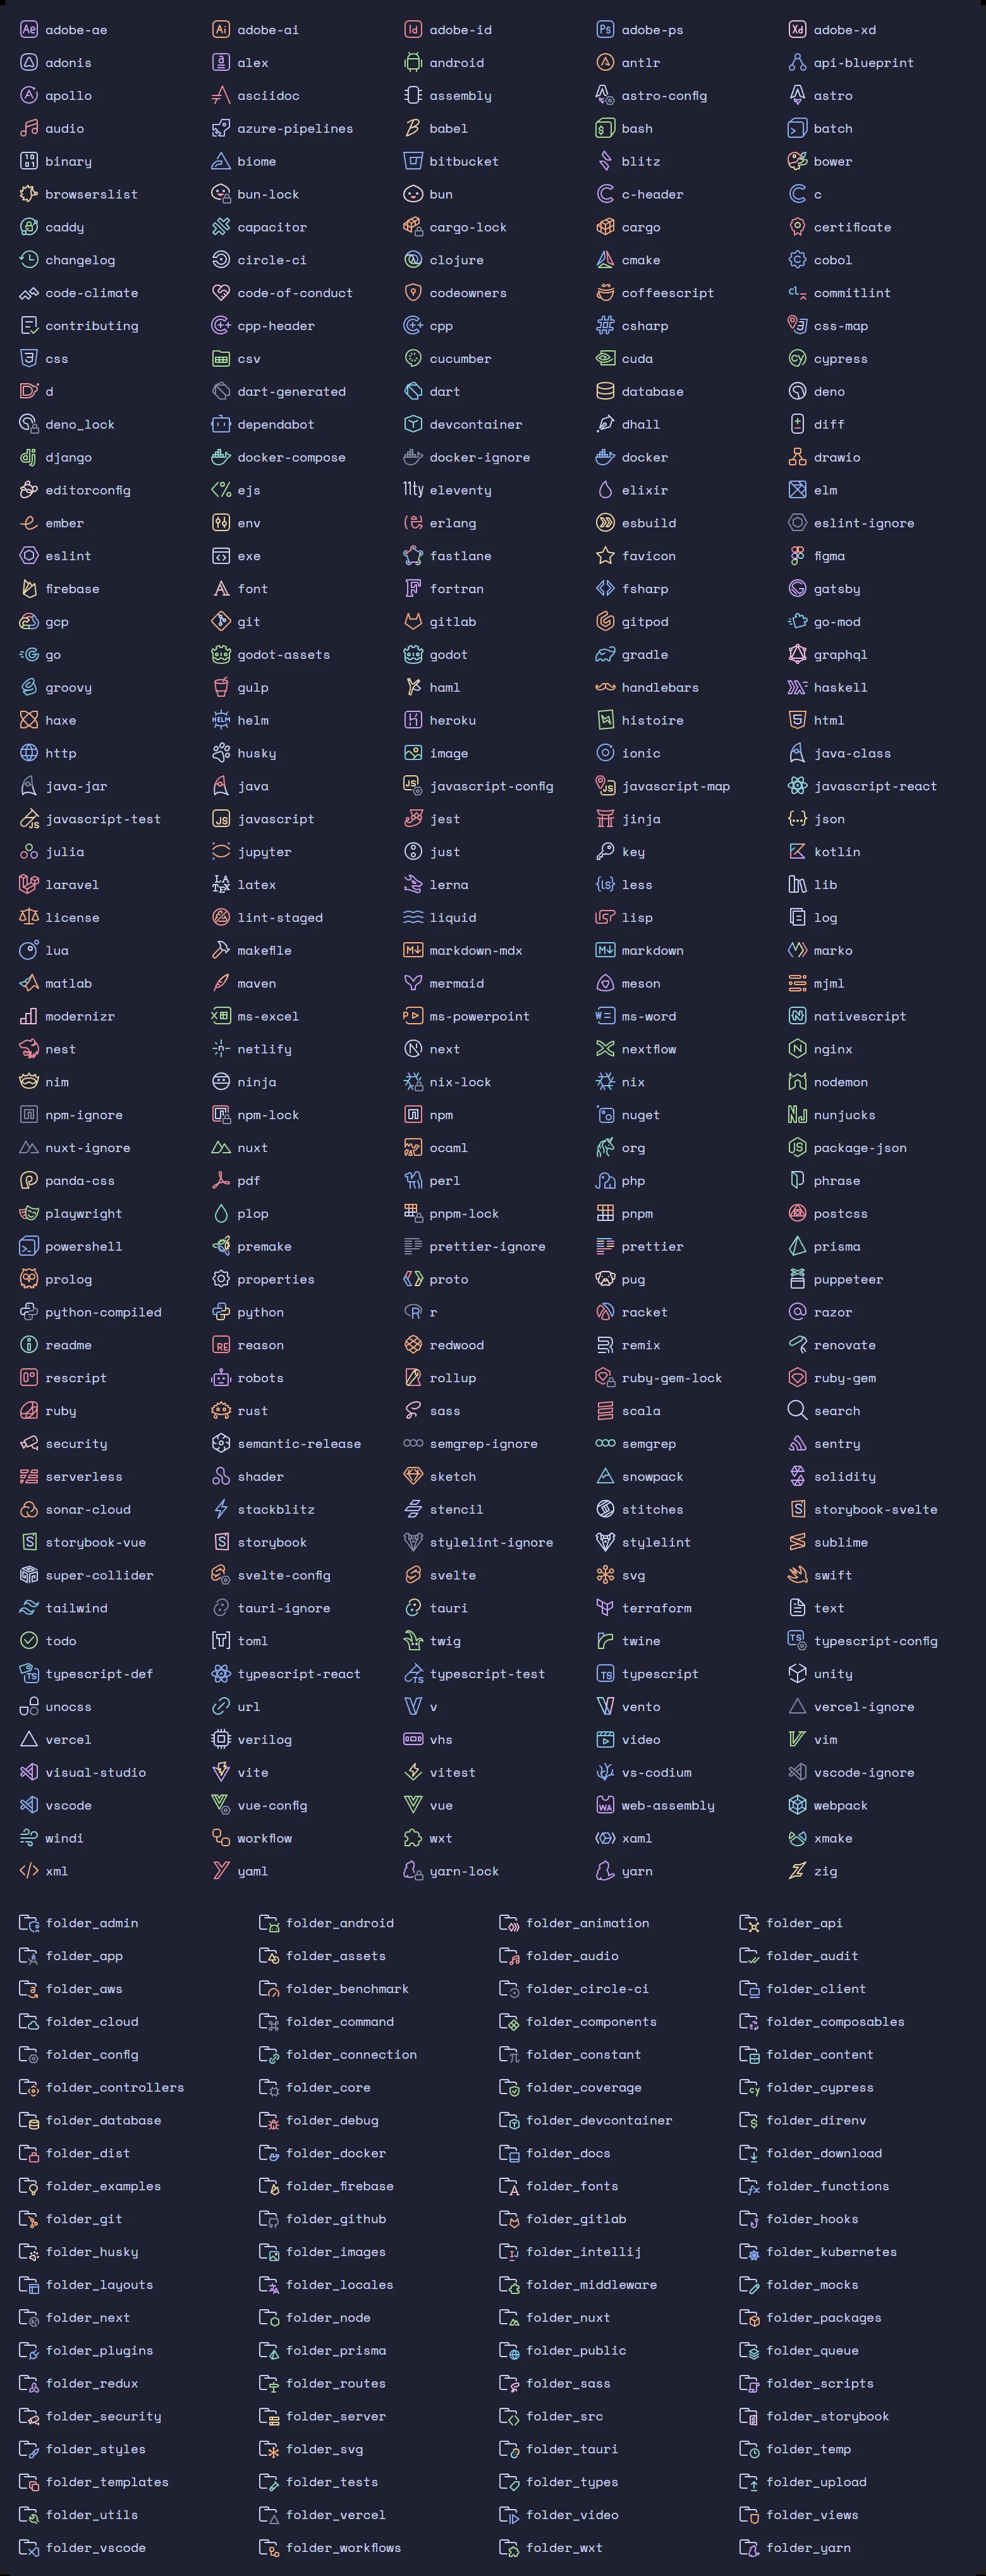 adobe-ae adobe-ai adobe-id adobe-ps adobe-xd
adonis alex android antlr api-blueprint
apollo asciidoc assembly astro-config astro
audio azure-pipelines babel bash batch
binary biome bitbucket blitz bower
browserslist bun-lock bun c-header c
caddy capacitor cargo-lock cargo certificate
changelog circle-ci clojure cmake cobol
code-climate code-of-conduct codeowners coffeescript commitlint
contributing cpp-header cpp csharp css-map
css csv cucumber cuda cypress
d dart-generated dart database deno
deno_lock dependabot devcontainer dhall diff
django docker-compose docker-ignore docker drawio
editorconfig ejs eleventy elixir elm
ember env erlang esbuild eslint-ignore
eslint exe fastlane favicon figma
firebase font fortran fsharp gatsby
gcp git gitlab gitpod go-mod
go godot-assets godot gradle graphql
groovy gulp haml handlebars haskell
haxe helm heroku histoire html
http husky image ionic java-class
java-jar java javascript-config javascript-map javascript-react
javascript-test javascript jest jinja json
julia jupyter just key kotlin
laravel latex lerna less lib
license lint-staged liquid lisp log
lua makefile markdown-mdx markdown marko
matlab maven mermaid meson mjml
modernizr ms-excel ms-powerpoint ms-word nativescript
nest netlify next nextflow nginx
nim ninja nix-lock nix nodemon
npm-ignore npm-lock npm nuget nunjucks
nuxt-ignore nuxt ocaml org package-json
panda-css pdf perl php phrase
playwright plop pnpm-lock pnpm postcss
powershell premake prettier-ignore prettier prisma
prolog properties proto pug puppeteer
python-compiled python r racket razor
readme reason redwood remix renovate
rescript robots rollup ruby-gem-lock ruby-gem
ruby rust sass scala search
security semantic-release semgrep-ignore semgrep sentry
serverless shader sketch snowpack solidity
sonar-cloud stackblitz stencil stitches storybook-svelte
storybook-vue storybook stylelint-ignore stylelint sublime
super-collider svelte-config svelte svg swift
tailwind tauri-ignore tauri terraform text
todo toml twig twine typescript-config
typescript-def typescript-react typescript-test typescript unity
unocss url v vento vercel-ignore
vercel verilog vhs video vim
visual-studio vite vitest vs-codium vscode-ignore
vscode vue-config vue web-assembly webpack
windi workflow wxt xaml xmake
xml yaml yarn-lock yarn zig
folder_admin folder_android folder_animation folder_api
folder_app folder_assets folder_audio folder_audit
folder_aws folder_benchmark folder_circle-ci folder_client
folder_cloud folder_command folder_components folder_composables
folder_config folder_connection folder_constant folder_content
folder_controllers folder_core folder_coverage folder_cypress
folder_database folder_debug folder_devcontainer folder_direnv
folder_dist folder_docker folder_docs folder_download
folder_examples folder_firebase folder_fonts folder_functions
folder_git folder_github folder_gitlab folder_hooks
folder_husky folder_images folder_intellij folder_kubernetes
folder_layouts folder_locales folder_middleware folder_mocks
folder_next folder_node folder_nuxt folder_packages
folder_plugins folder_prisma folder_public folder_queue
folder_redux folder_routes folder_sass folder_scripts
folder_security folder_server folder_src folder_storybook
folder_styles folder_svg folder_tauri folder_temp
folder_templates folder_tests folder_types folder_upload
folder_utils folder_vercel folder_video folder_views
folder_vscode folder_workflows folder_wxt folder_yarn